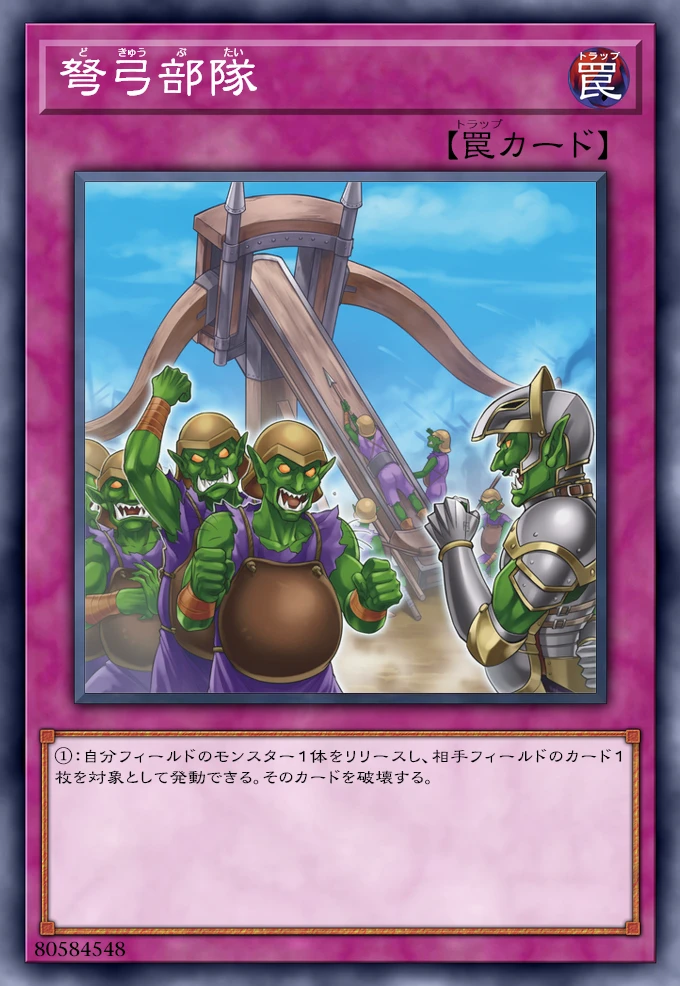 ど きゅう ぶ たい
弩弓部隊
トラップ
罠
トラップ
【罠カード】
①:自分フィールドのモンスター1体をリリースし、相手フィールドのカード1
枚を対象として発動できる。そのカードを破壊する。
80584548